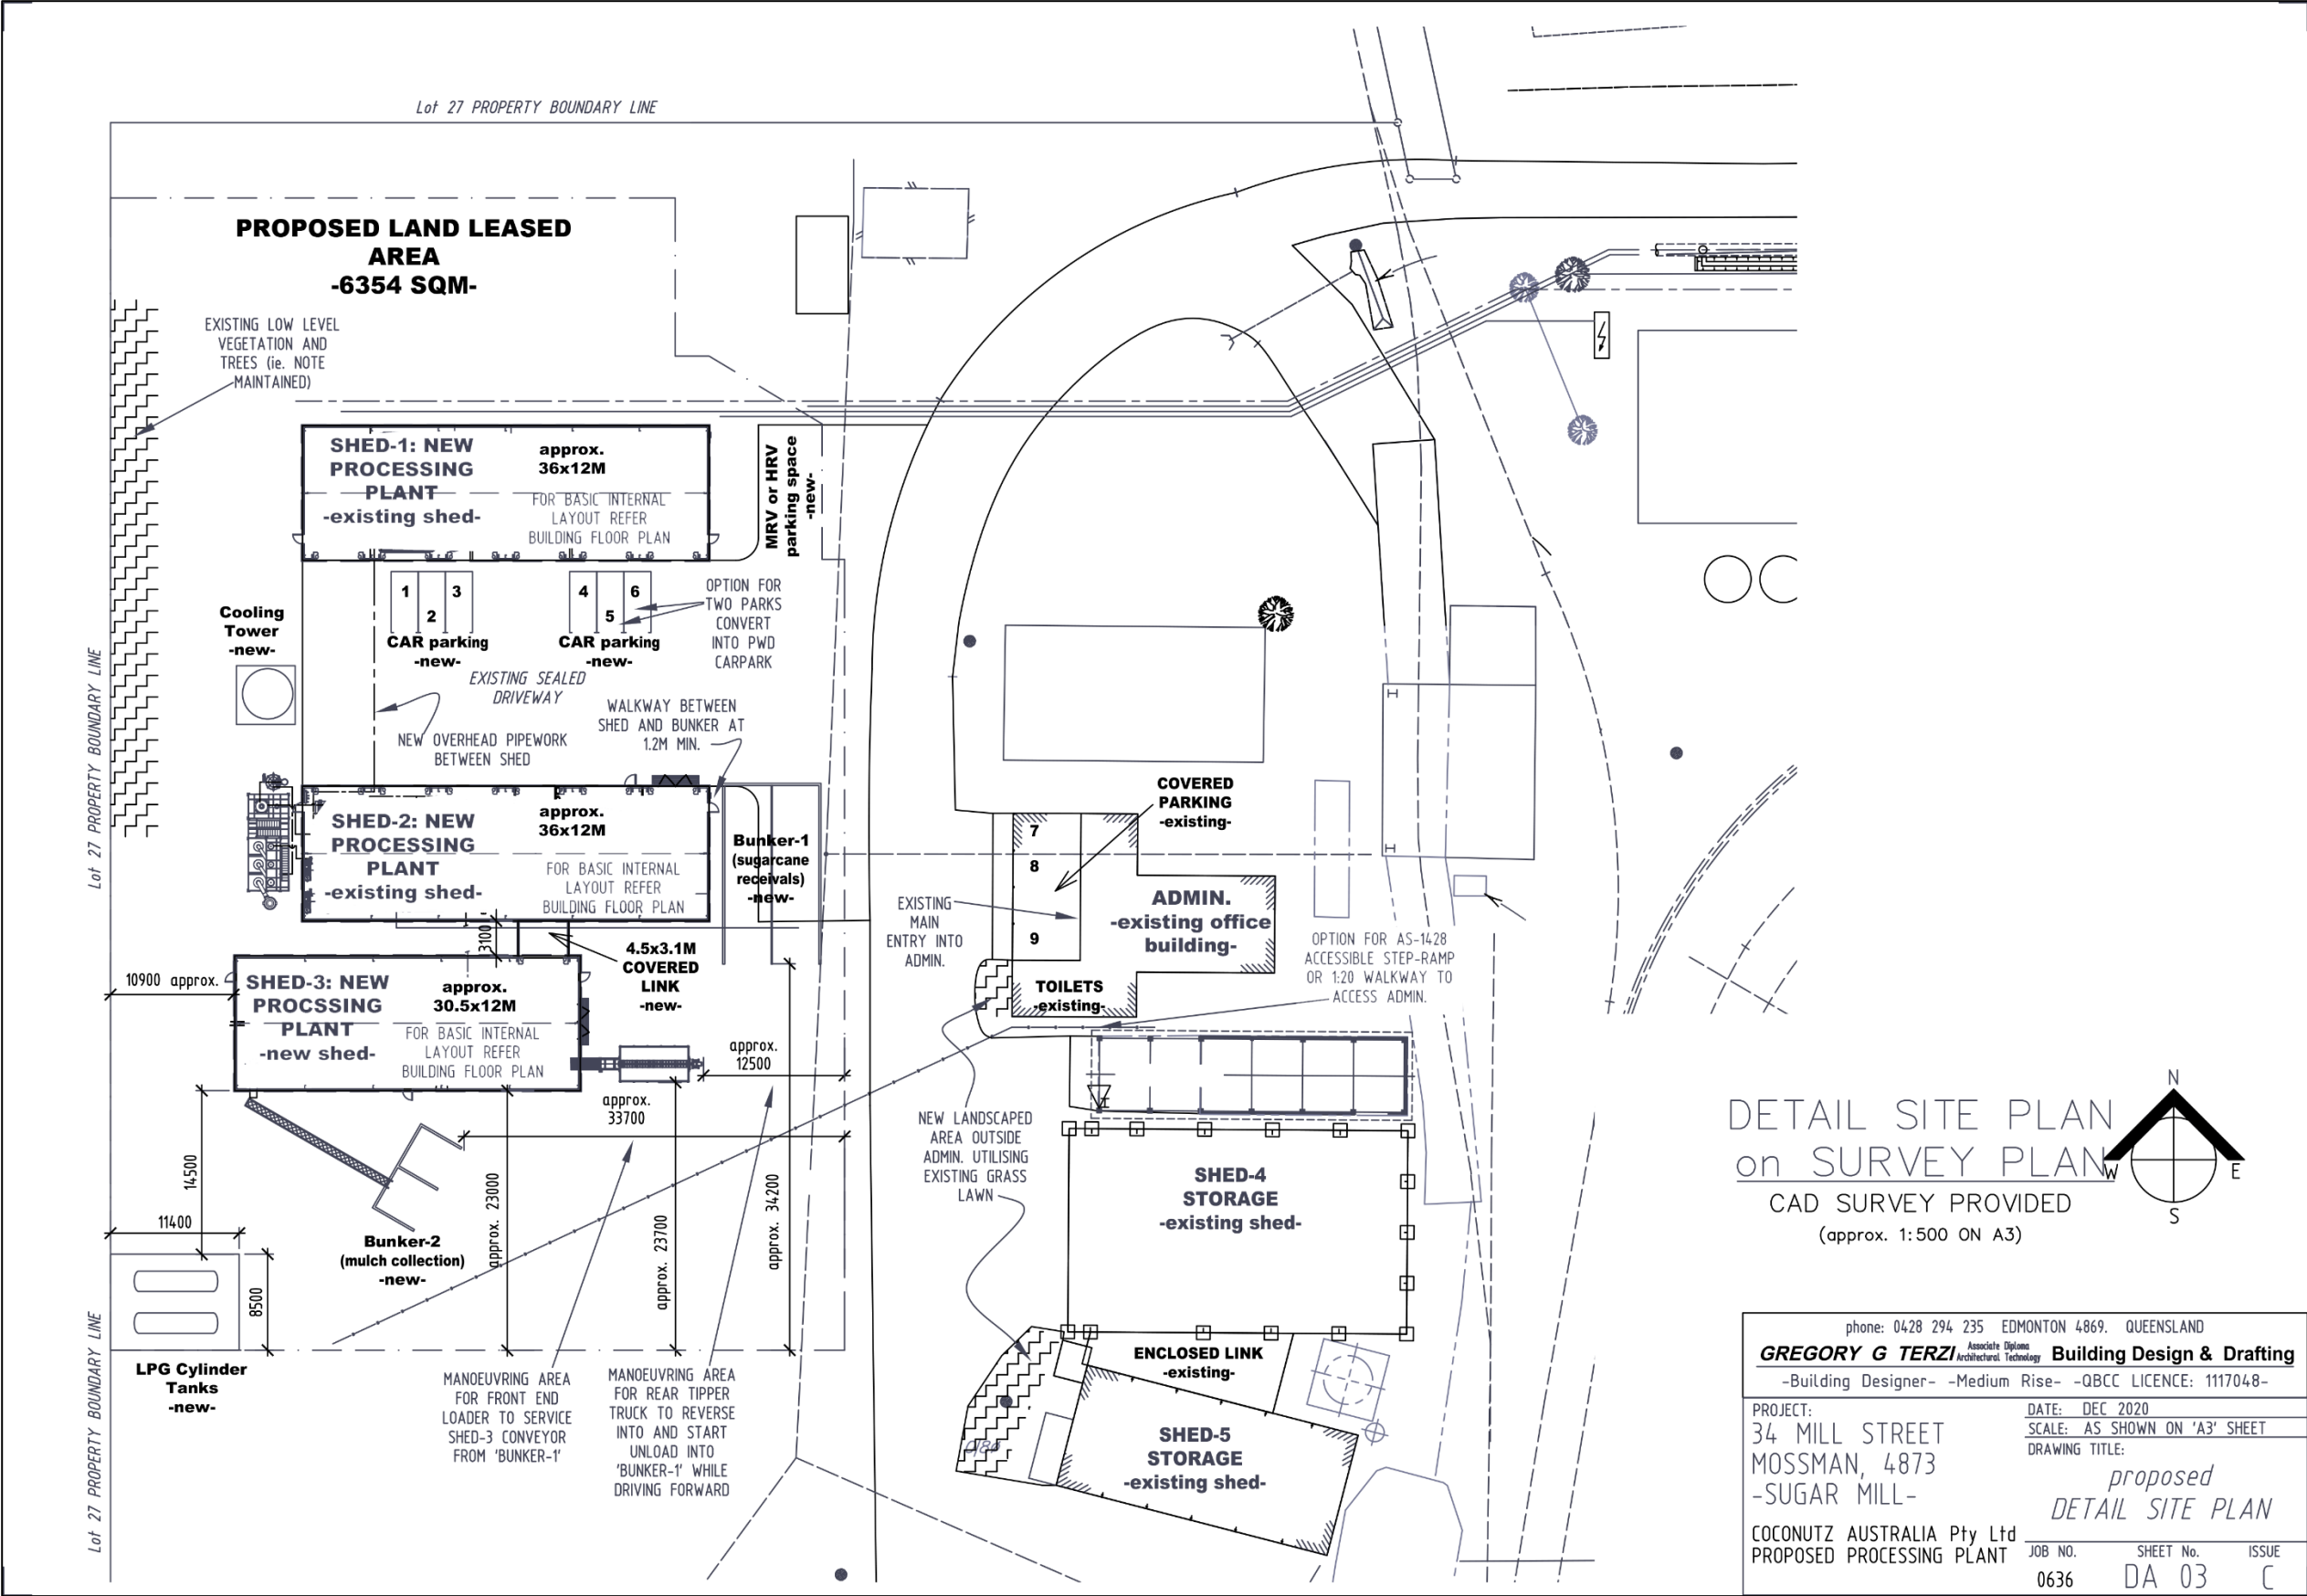 Lot 27 PROPERTY BOUNDARY LINE
PROPOSED LAND LEASED
AREA
-6354 SQM-
EXISTING LOW LEVEL
VEGETATION AND
TREES (ie. NOTE
MAINTAINED)
SHED-1: NEW
PROCESSING
PLANT
-existing shed-
approx.
36x12M
FOR BASIC INTERNAL
LAYOUT REFER
BUILDING FLOOR PLAN
MRV or HRV
parking space
-new-
1
2
3
CAR parking
-new-
4
5
6
CAR parking
-new-
OPTION FOR
TWO PARKS
CONVERT
INTO PWD
CARPARK
Cooling
Tower
-new-
EXISTING SEALED
DRIVEWAY
NEW OVERHEAD PIPEWORK
BETWEEN SHED
WALKWAY BETWEEN
SHED AND BUNKER AT
1.2M MIN.
Lot 27 PROPERTY BOUNDARY LINE
SHED-2: NEW
PROCESSING
PLANT
-existing shed-
approx.
36x12M
FOR BASIC INTERNAL
LAYOUT REFER
BUILDING FLOOR PLAN
Bunker-1
(sugarcane
receivals)
-new-
3100
4.5x3.1M
COVERED
LINK
-new-
10900 approx.
SHED-3: NEW
PROCSSING
PLANT
-new shed-
approx.
30.5x12M
FOR BASIC INTERNAL
LAYOUT REFER
BUILDING FLOOR PLAN
approx.
12500
approx.
33700
14500
11400
8500
approx. 23000
approx. 23700
approx. 34200
Bunker-2
(mulch collection)
-new-
LPG Cylinder
Tanks
-new-
Lot 27 PROPERTY BOUNDARY LINE
MANOEUVRING AREA
FOR FRONT END
LOADER TO SERVICE
SHED-3 CONVEYOR
FROM 'BUNKER-1'
MANOEUVRING AREA
FOR REAR TIPPER
TRUCK TO REVERSE
INTO AND START
UNLOAD INTO
'BUNKER-1' WHILE
DRIVING FORWARD
COVERED
PARKING
-existing-
7
8
9
EXISTING
MAIN
ENTRY INTO
ADMIN.
ADMIN.
-existing office
building-
TOILETS
-existing-
OPTION FOR AS-1428
ACCESSIBLE STEP-RAMP
OR 1:20 WALKWAY TO
ACCESS ADMIN.
NEW LANDSCAPED
AREA OUTSIDE
ADMIN. UTILISING
EXISTING GRASS
LAWN
SHED-4
STORAGE
-existing shed-
ENCLOSED LINK
-existing-
SHED-5
STORAGE
-existing shed-
DETAIL SITE PLAN
on SURVEY PLAN
CAD SURVEY PROVIDED
(approx. 1:500 ON A3)
N
W
E
S
phone: 0428 294 235 EDMONTON 4869. QUEENSLAND
GREGORY G TERZI Associate Diploma Architectural Technology Building Design & Drafting
-Building Designer- -Medium Rise- -QBCC LICENCE: 1117048-
PROJECT:
34 MILL STREET
MOSSMAN, 4873
-SUGAR MILL-
COCONUTZ AUSTRALIA Pty Ltd
PROPOSED PROCESSING PLANT
DATE: DEC 2020
SCALE: AS SHOWN ON 'A3' SHEET
DRAWING TITLE:
proposed
DETAIL SITE PLAN
JOB NO.
0636
SHEET No.
DA 03
ISSUE
C